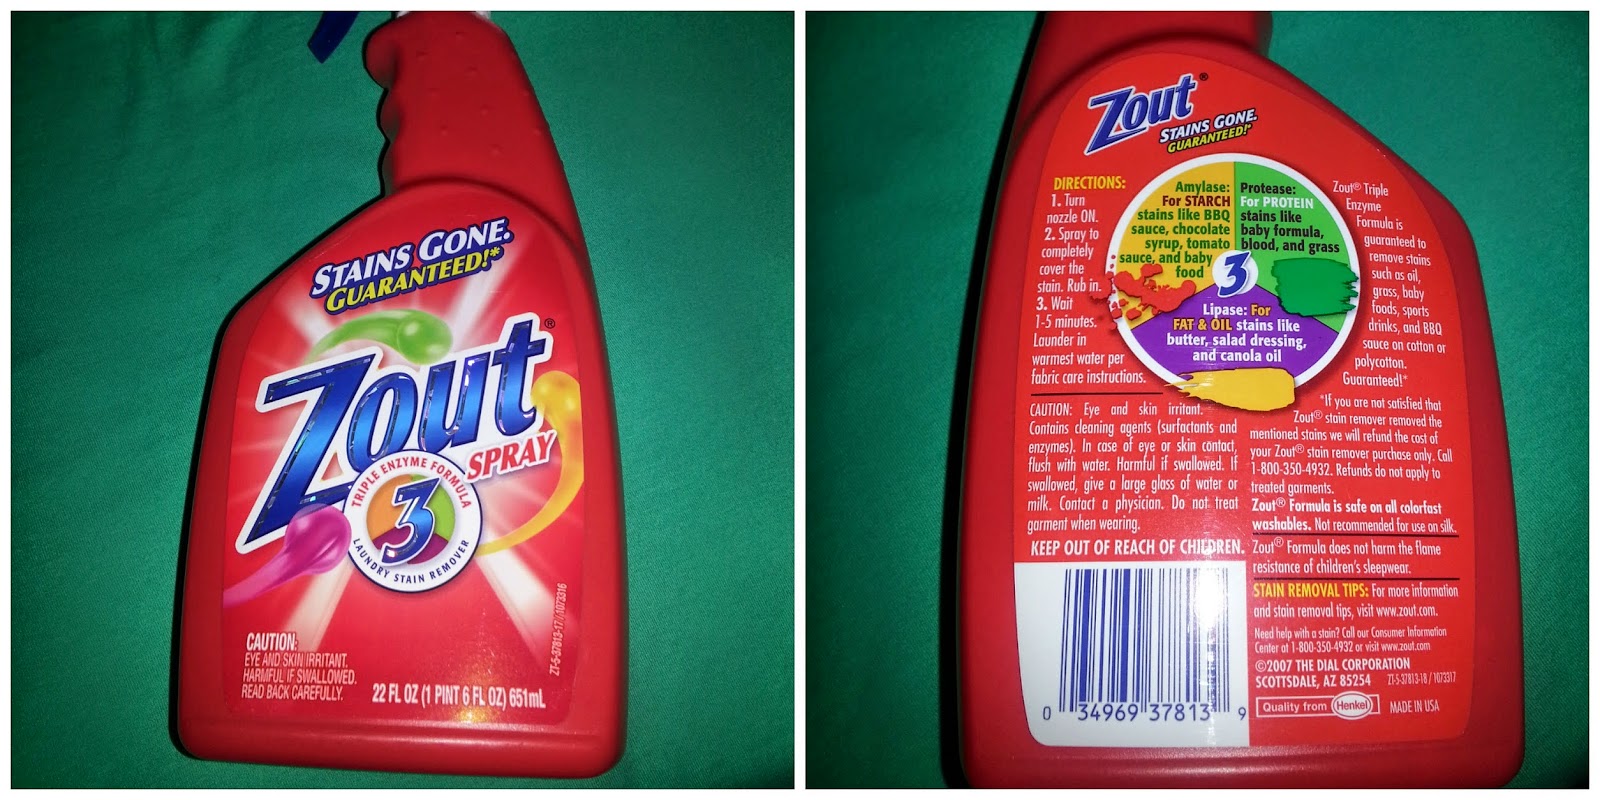 STAINS GONE.
GUARANTEED!*
Zout®
SPRAY
TRIPLE ENZYME FORMULA
3
LAUNDRY STAIN REMOVER
CAUTION:
EYE AND SKIN IRRITANT.
HARMFUL IF SWALLOWED.
READ BACK CAREFULLY.
22 FL OZ (1 PINT 6 FL OZ) 651mL
ZT-5-37813-17/1073316
Zout®
STAINS GONE.
GUARANTEED!*
DIRECTIONS:
1. Turn
nozzle ON.
2. Spray to
completely
cover the
stain. Rub in.
3. Wait
1-5 minutes.
Launder in
warmest water per
fabric care instructions.
Amylase:
For STARCH
stains like BBQ
sauce, chocolate
syrup, tomato
sauce, and baby
food
Protease:
For PROTEIN
stains like
baby formula,
blood, and grass
3
Lipase: For
FAT & OIL stains like
butter, salad dressing,
and canola oil
Zout® Triple
Enzyme
Formula is
guaranteed to
remove stains
such as oil,
grass, baby
foods, sports
drinks, and BBQ
sauce on cotton or
polycotton.
Guaranteed!*
*If you are not satisfied that
Zout® stain remover removed the
mentioned stains we will refund the cost of
your Zout® stain remover purchase only. Call
1-800-350-4932. Refunds do not apply to
treated garments.
Zout® Formula is safe on all colorfast
washables. Not recommended for use on silk.
Zout® Formula does not harm the flame
resistance of children's sleepwear.
STAIN REMOVAL TIPS: For more information
and stain removal tips, visit www.zout.com.
Need help with a stain? Call our Consumer Information
Center at 1-800-350-4932 or visit www.zout.com
©2007 THE DIAL CORPORATION
SCOTTSDALE, AZ 85254 ZT-5-37813-18 / 1073317
Quality from Henkel MADE IN USA
CAUTION: Eye and skin irritant.
Contains cleaning agents (surfactants and
enzymes). In case of eye or skin contact,
flush with water. Harmful if swallowed. If
swallowed, give a large glass of water or
milk. Contact a physician. Do not treat
garment when wearing.
KEEP OUT OF REACH OF CHILDREN.
0 34969 37813 9